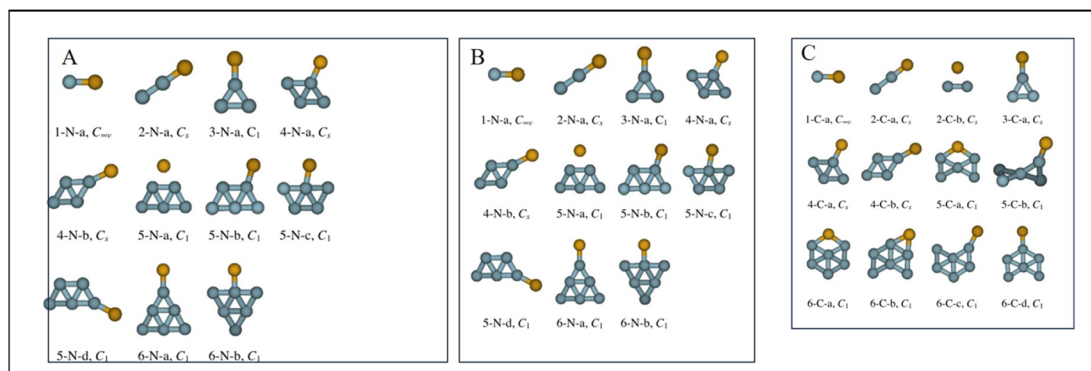 A
1-N-a, C∞v 2-N-a, Cs 3-N-a, C1 4-N-a, Cs
4-N-b, Cs 5-N-a, C1 5-N-b, C1 5-N-c, C1
5-N-d, C1 6-N-a, C1 6-N-b, C1
B
1-N-a, C∞v 2-N-a, Cs 3-N-a, C1 4-N-a, Cs
4-N-b, Cs 5-N-a, C1 5-N-b, C1 5-N-c, C1
5-N-d, C1 6-N-a, C1 6-N-b, C1
C
1-C-a, C∞v 2-C-a, Cs 2-C-b, Cs 3-C-a, Cs
4-C-a, Cs 4-C-b, Cs 5-C-a, C1 5-C-b, C1
6-C-a, C1 6-C-b, C1 6-C-c, C1 6-C-d, C1